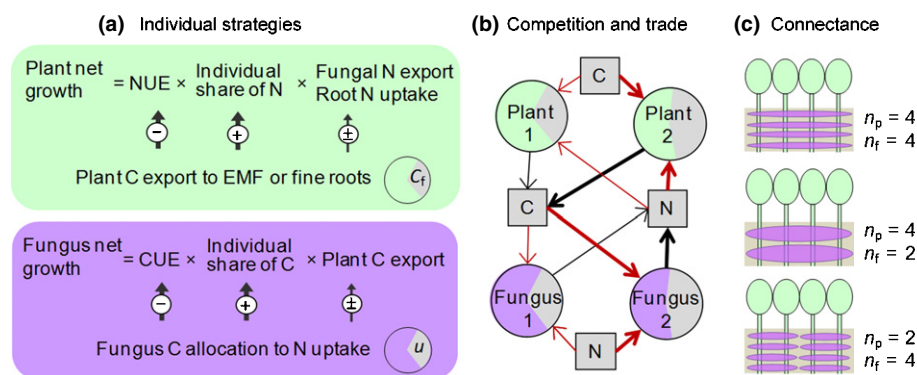 (a) Individual strategies
Plant net growth = NUE × Individual share of N × Fungal N export Root N uptake
− + ±
Plant C export to EMF or fine roots Cf
Fungus net growth = CUE × Individual share of C × Plant C export
− + ±
Fungus C allocation to N uptake u
(b) Competition and trade
C
Plant 1
Plant 2
C
N
Fungus 1
Fungus 2
N
(c) Connectance
np = 4
nf = 4
np = 4
nf = 2
np = 2
nf = 4